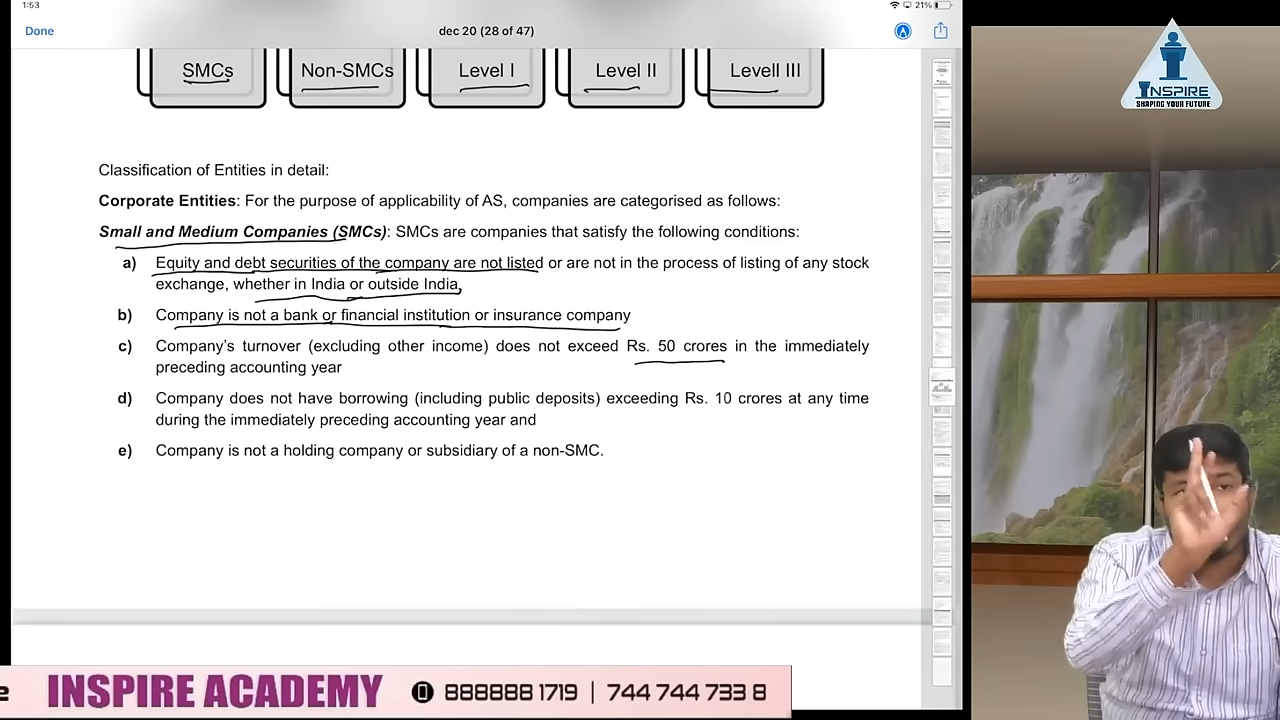 1:53
21%
Done
dec 20 (28 of 47)
SMCs
Non-SMCs
Level I
Level II
Levell III
Classification of Entities in detail:
Corporate Entities: For the purpose of applicability of AS, companies are categorised as follows:
Small and Medium Companies (SMCs): SMCs are companies that satisfy the following conditions:
a) Equity and debt securities of the company are not listed or are not in the process of listing of any stock
exchange, whether in India or outside India,
b) Company is not a bank or financial institution or insurance company
c) Company's turnover (excluding other income) does not exceed Rs. 50 crores in the immediately
preceding accounting year
d) Company does not have borrowing (including public deposits) exceeding Rs. 10 crores at any time
during the immediately preceding accounting year and
e) Company is not a holding company or subsidiary of a non-SMC.
INSPIRE
SHAPING YOUR FUTURE
INSPIRE ACADEMY 888888 1719 | 744 744 733 8